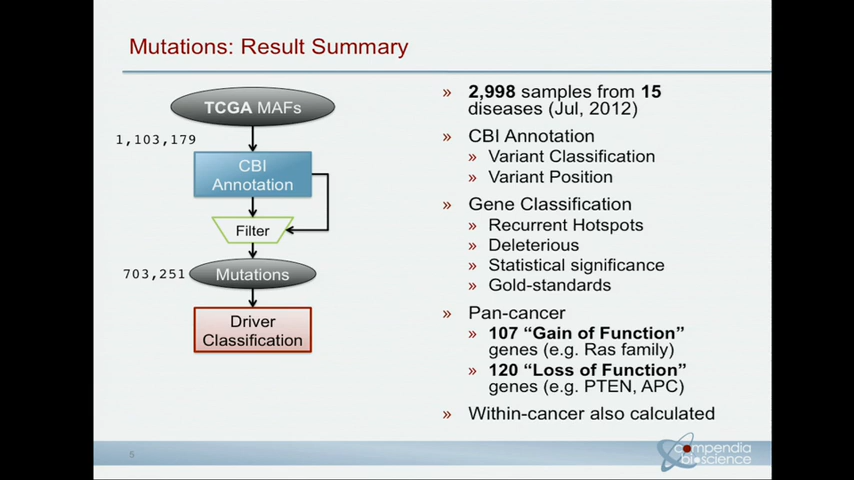 Mutations: Result Summary
TCGA MAFs
1,103,179
CBI
Annotation
Filter
703,251
Mutations
Driver
Classification
» 2,998 samples from 15
diseases (Jul, 2012)
» CBI Annotation
» Variant Classification
» Variant Position
» Gene Classification
» Recurrent Hotspots
» Deleterious
» Statistical significance
» Gold-standards
» Pan-cancer
» 107 “Gain of Function”
genes (e.g. Ras family)
» 120 “Loss of Function”
genes (e.g. PTEN, APC)
» Within-cancer also calculated
5
compendia
bioscience